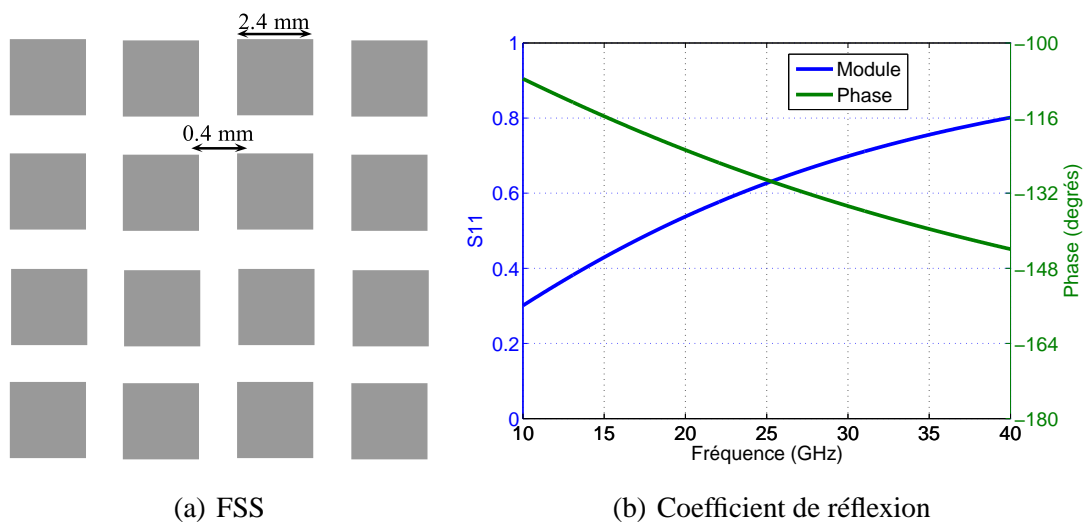 2.4 mm
0.4 mm
(a) FSS
1
0.8
0.6
0.4
0.2
0
S11
Module
Phase
−100
−116
−132
−148
−164
−180
Phase (degrés)
10 15 20 25 30 35 40
Fréquence (GHz)
(b) Coefficient de réflexion